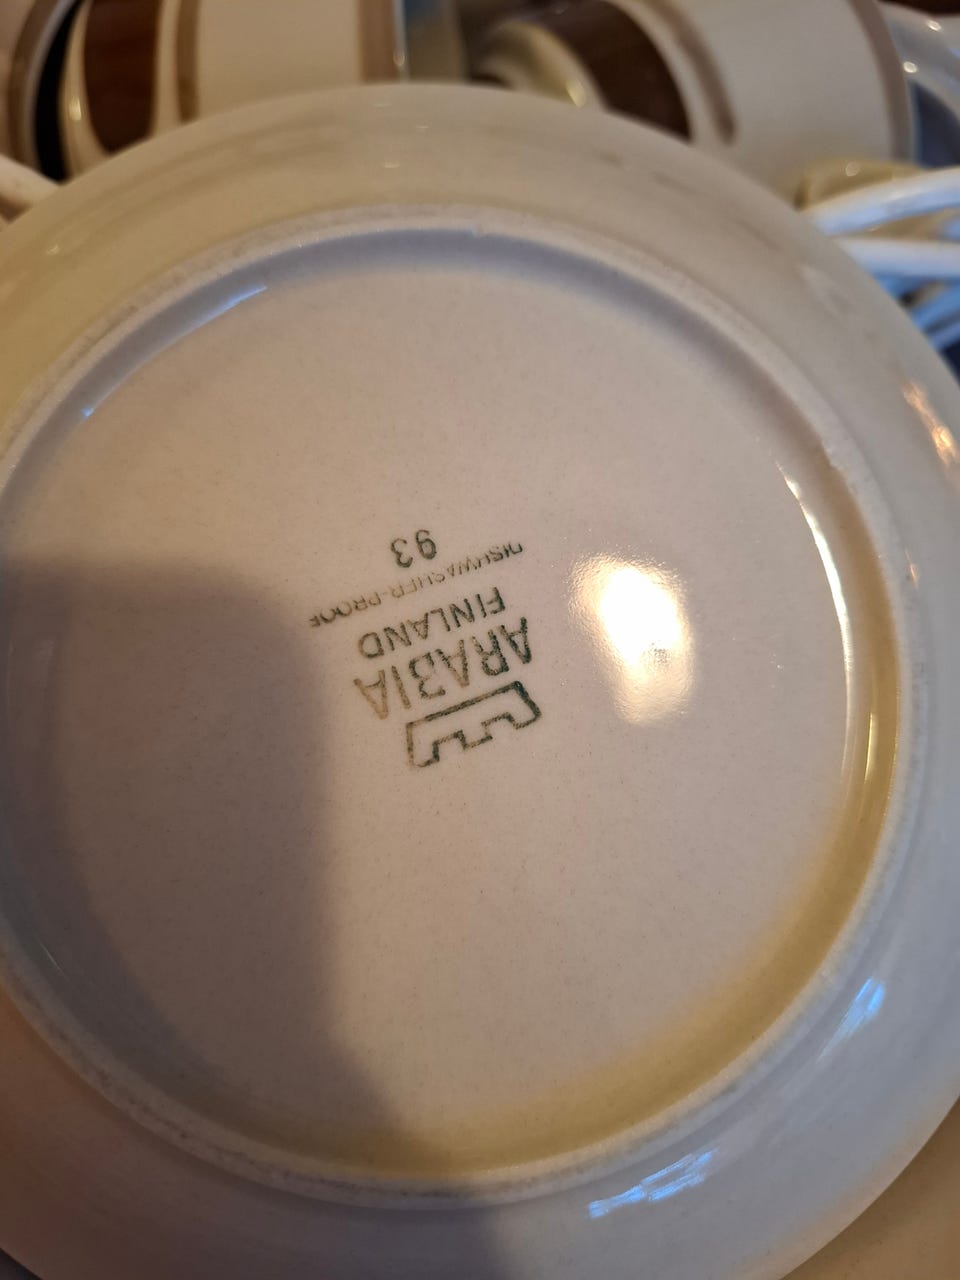 ARABIA
FINLAND
DISHWASHER-PROOF
93